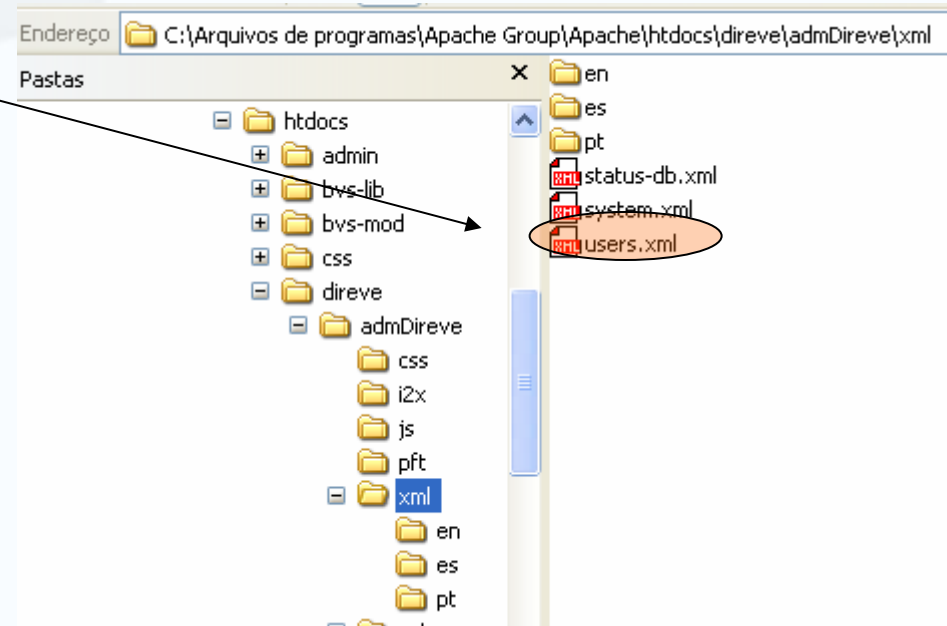 Endereço C:\Arquivos de programas\Apache Group\Apache\htdocs\direve\admDireve\xml
Pastas
htdocs
admin
bvs-lib
bvs-mod
css
direve
admDireve
css
i2x
js
pft
xml
en
es
pt
en
es
pt
status-db.xml
system.xml
users.xml